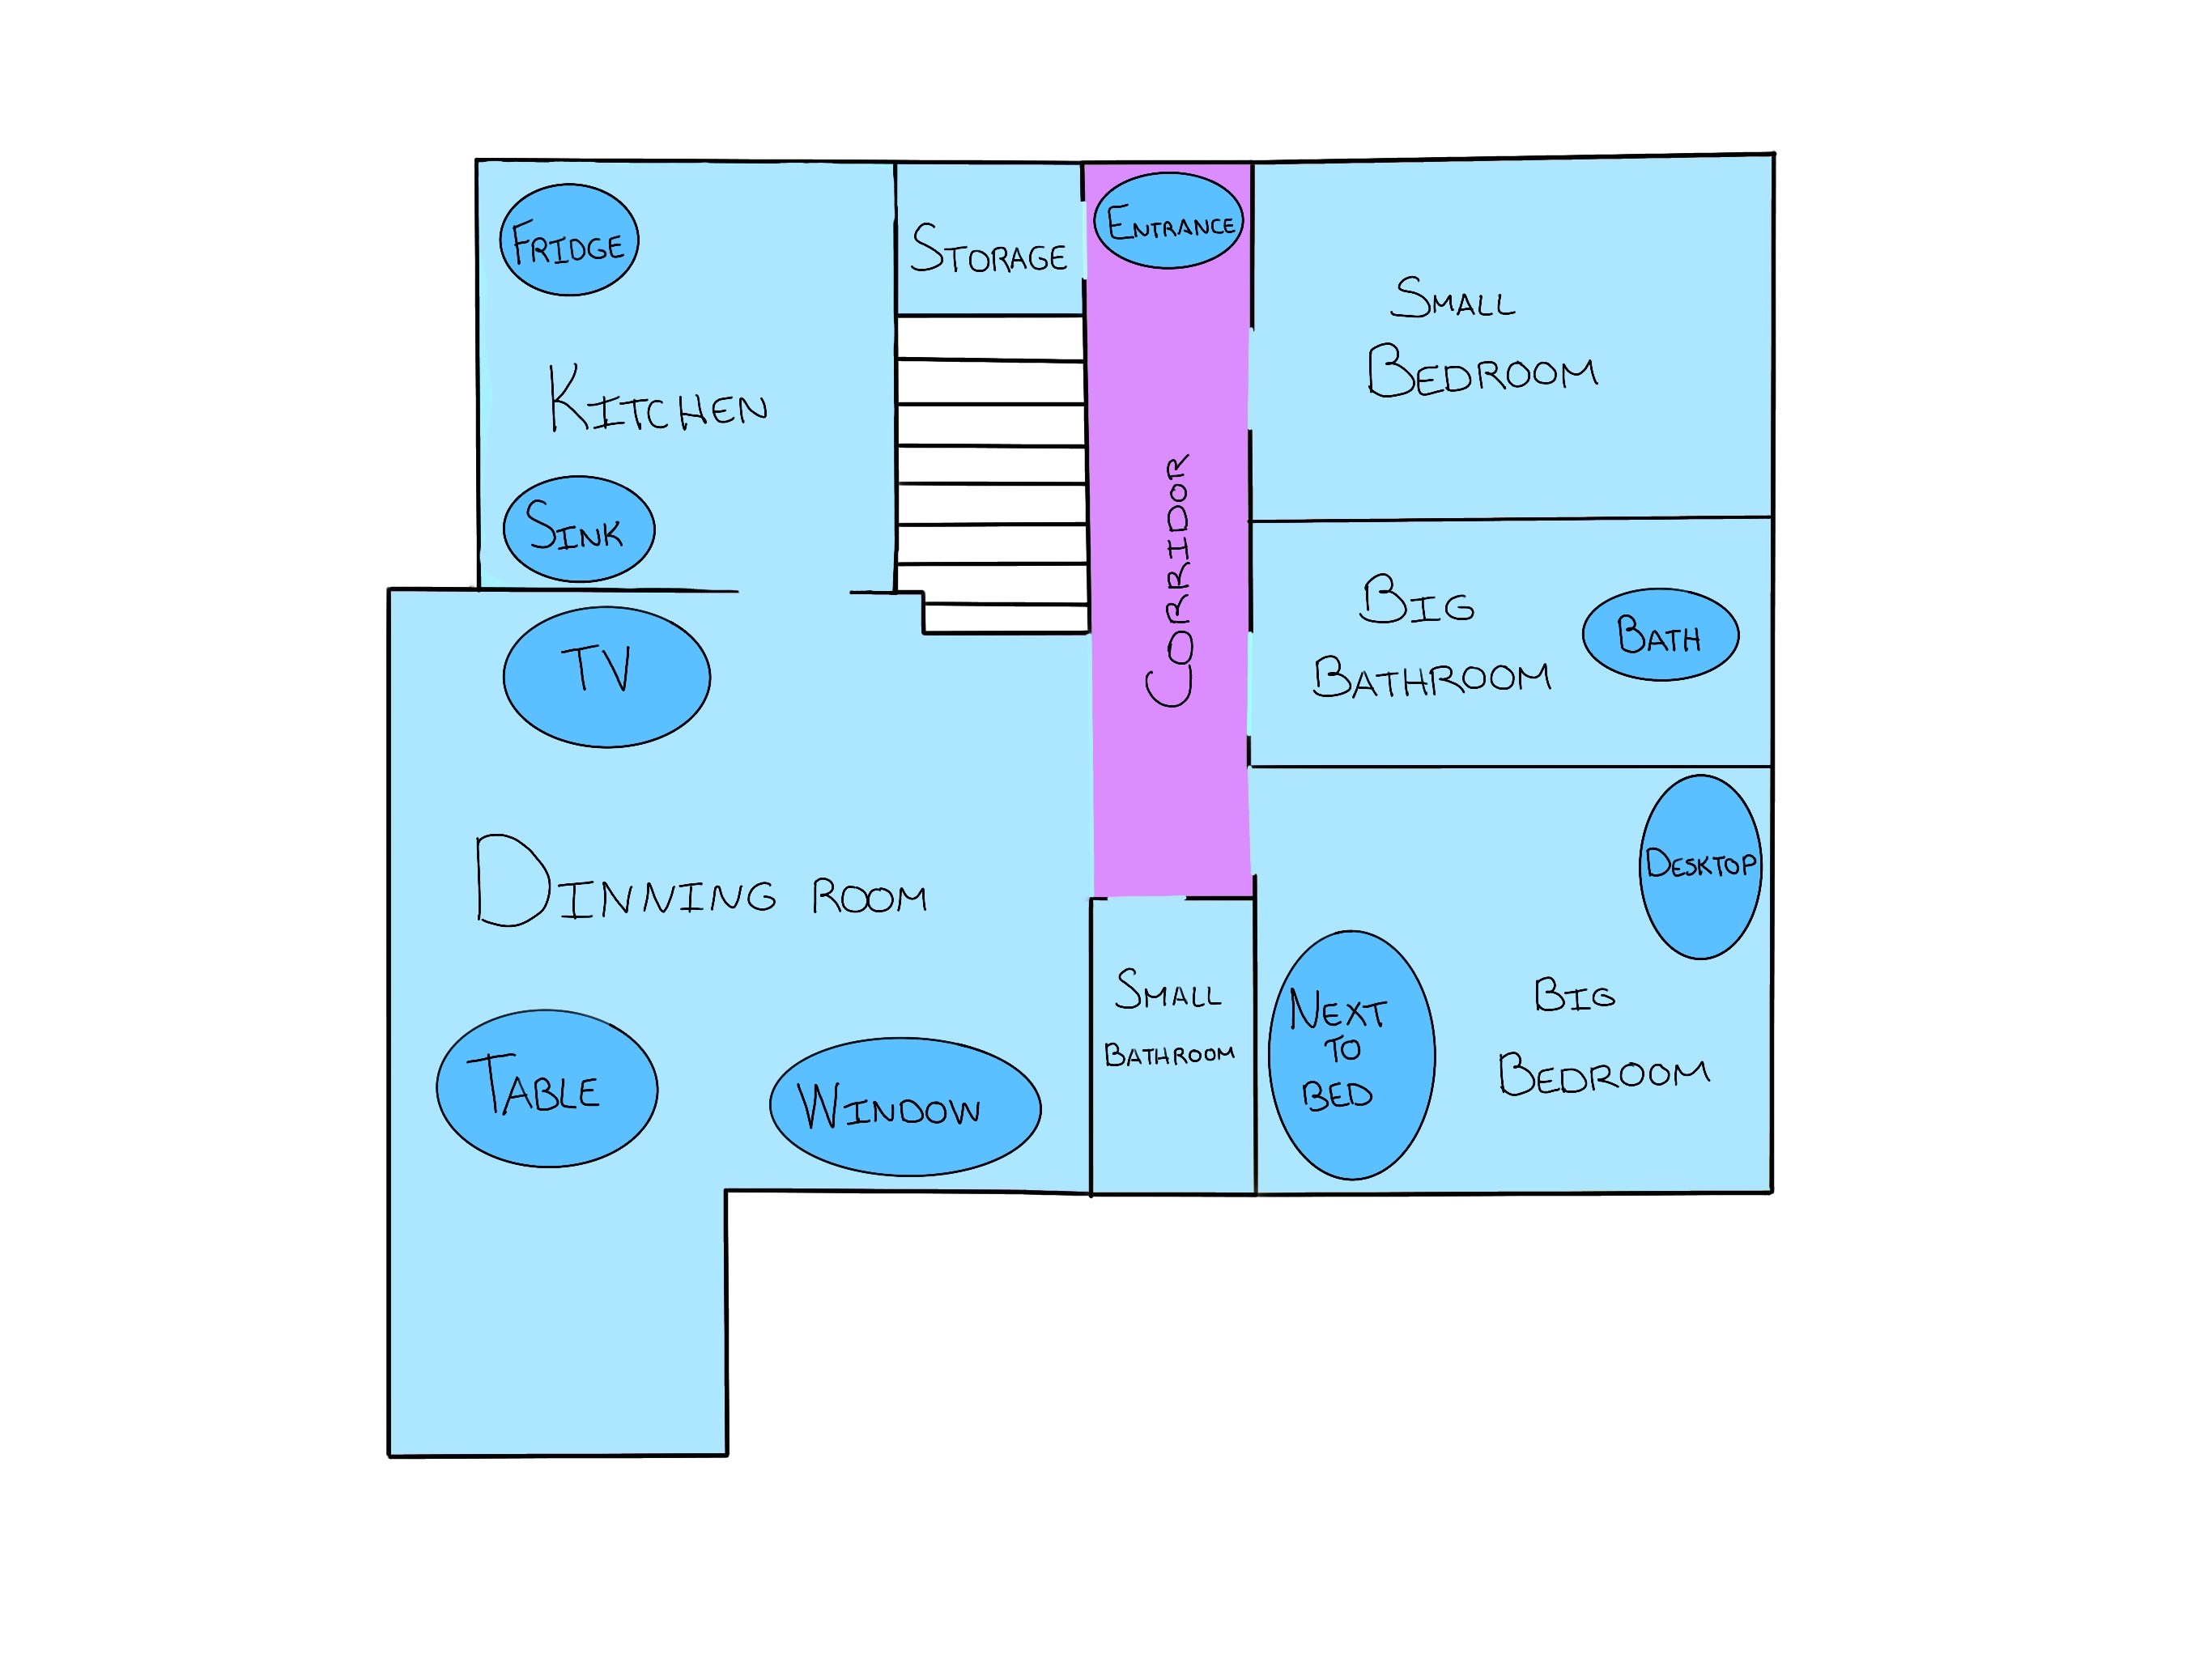 FRIDGE
STORAGE
ENTRANCE
SMALL
BEDROOM
KITCHEN
SINK
CORRIDOR
BIG
BATHROOM
BATH
TV
DINNING ROOM
DESKTOP
TABLE
WINDOW
SMALL
BATHROOM
NEXT
TO
BED
BIG
BEDROOM